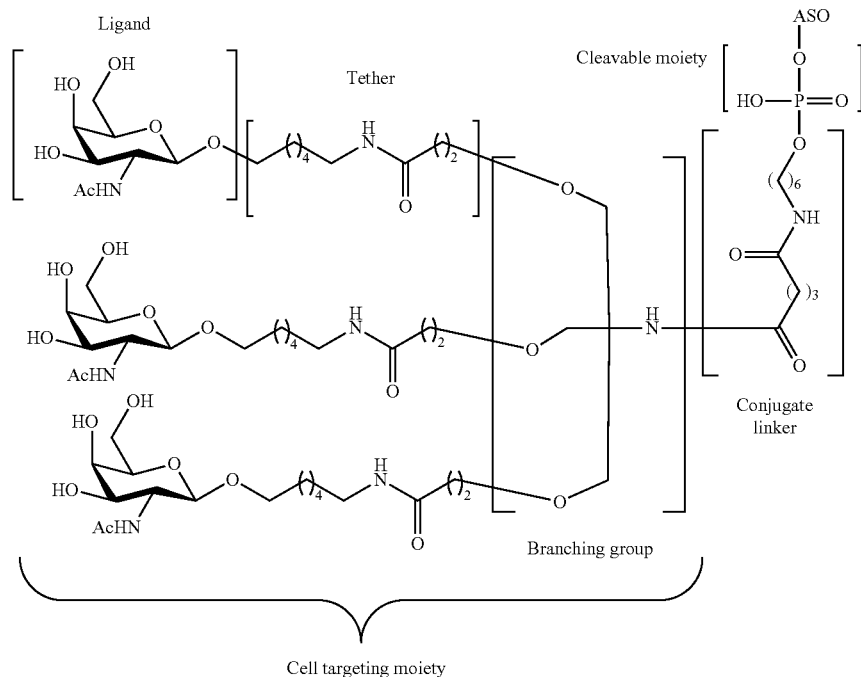 Ligand
ASO
Cleavable moiety
O
HO
P
O
O
Tether
OH
HO
O
HO
AcHN
O
4
H
N
O
2
O
6
NH
O
3
O
OH
HO
O
HO
AcHN
O
4
H
N
O
2
O
H
N
Conjugate
linker
OH
HO
O
HO
AcHN
O
4
H
N
O
2
O
Branching group
Cell targeting moiety